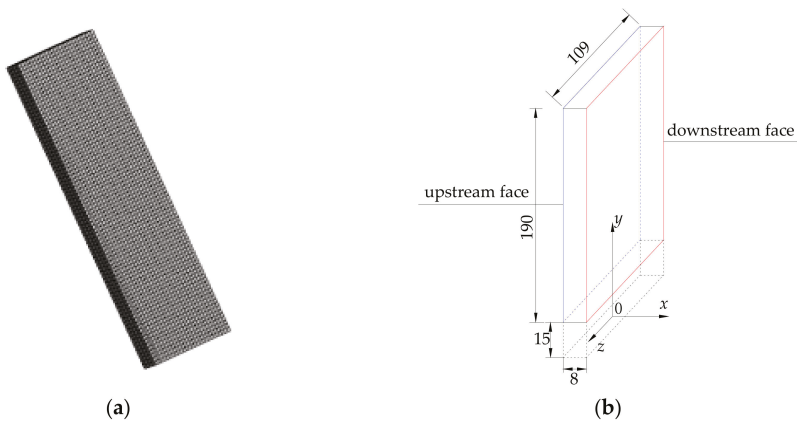 109
downstream face
upstream face
190
y
0
x
15
z
8
(a)
(b)